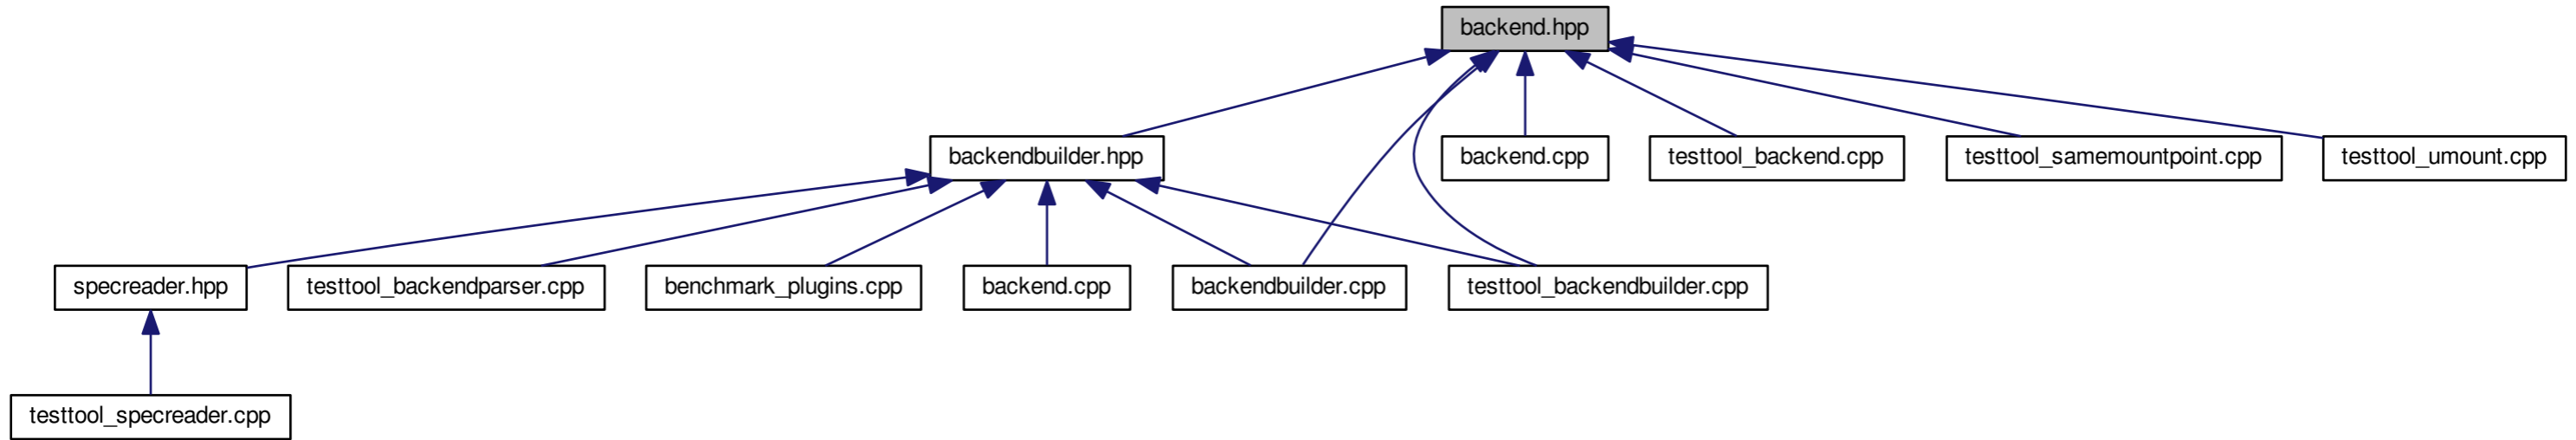 backend.hpp
backendbuilder.hpp
backend.cpp
testtool_backend.cpp
testtool_samemountpoint.cpp
testtool_umount.cpp
specreader.hpp
testtool_backendparser.cpp
benchmark_plugins.cpp
backend.cpp
backendbuilder.cpp
testtool_backendbuilder.cpp
testtool_specreader.cpp